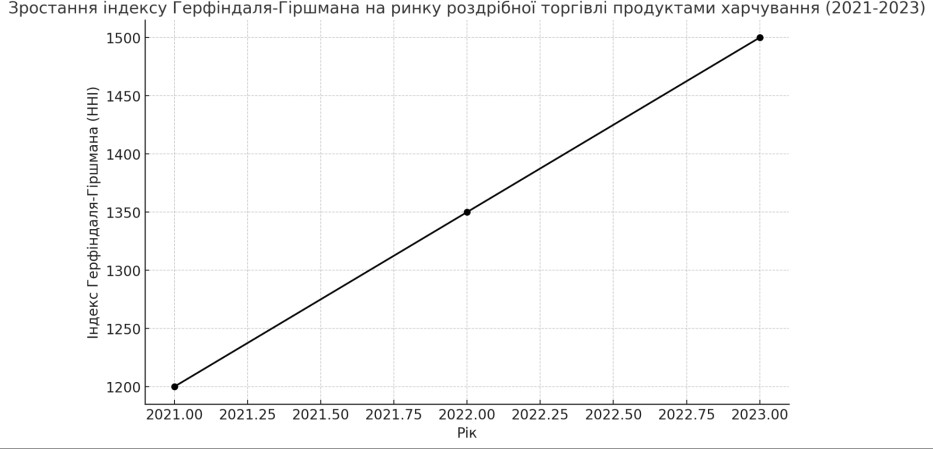 Зростання індексу Герфіндаля-Гіршмана на ринку роздрібної торгівлі продуктами харчування (2021-2023)
Індекс Герфіндаля-Гіршмана (HHI)
1500
1450
1400
1350
1300
1250
1200
2021.00 2021.25 2021.50 2021.75 2022.00 2022.25 2022.50 2022.75 2023.00
Рік